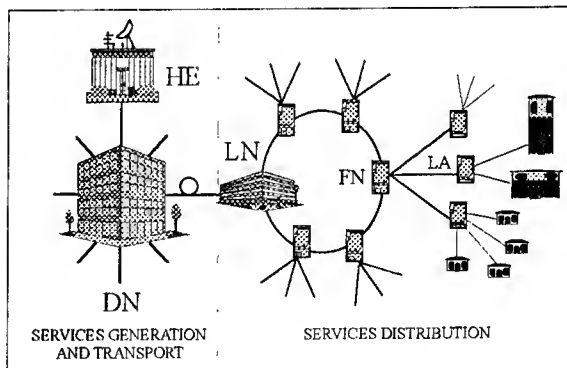 HE
LN
FN
LA
DN
SERVICES GENERATION
AND TRANSPORT
SERVICES DISTRIBUTION